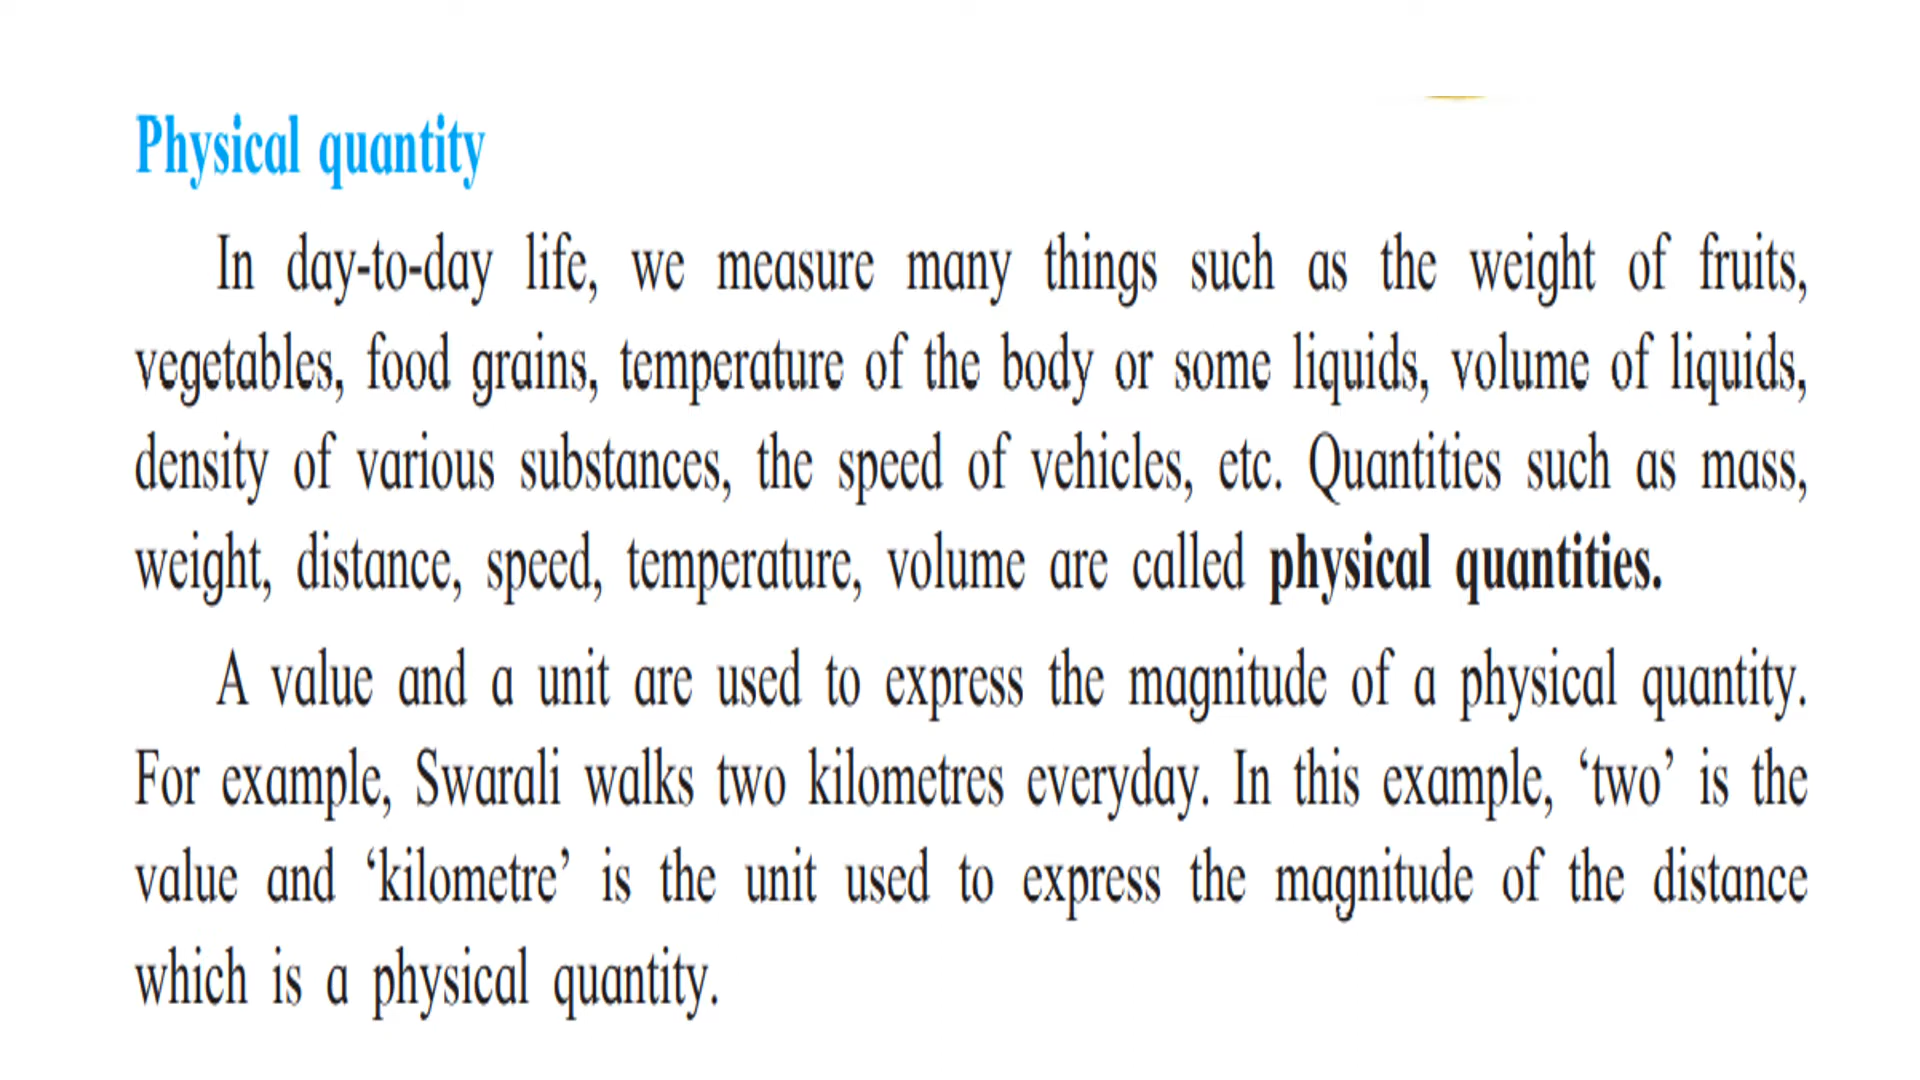 Physical quantity
In day-to-day life, we measure many things such as the weight of fruits,
vegetables, food grains, temperature of the body or some liquids, volume of liquids,
density of various substances, the speed of vehicles, etc. Quantities such as mass,
weight, distance, speed, temperature, volume are called physical quantities.
A value and a unit are used to express the magnitude of a physical quantity.
For example, Swarali walks two kilometres everyday. In this example, ‘two’ is the
value and ‘kilometre’ is the unit used to express the magnitude of the distance
which is a physical quantity.